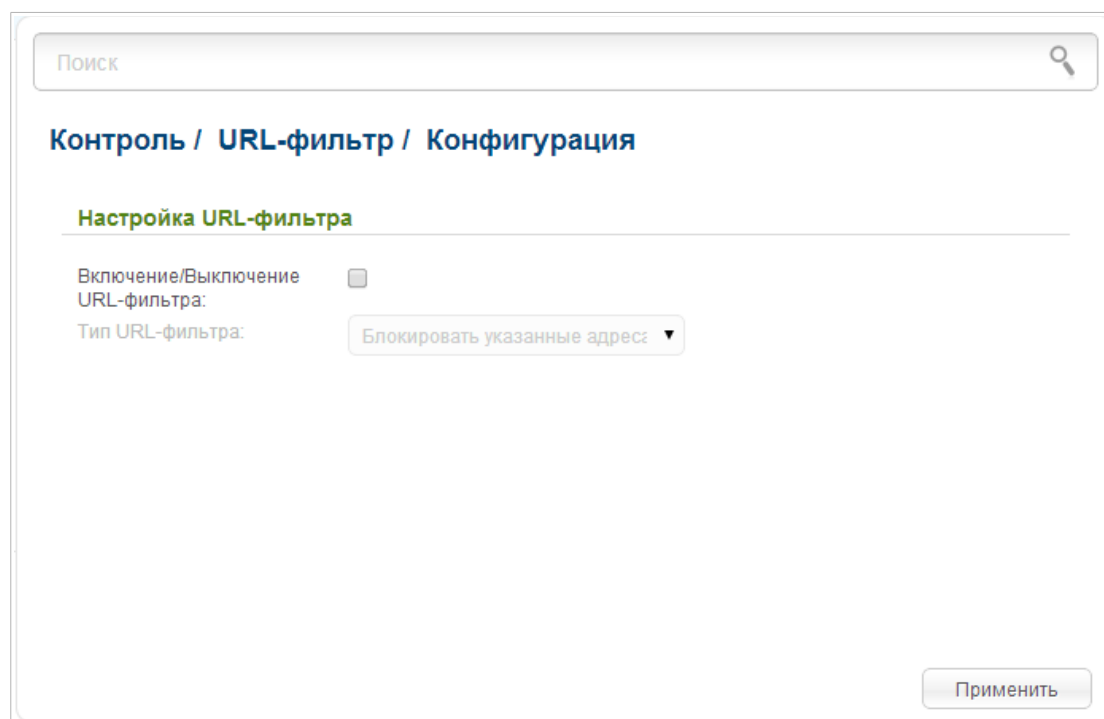 Поиск
Контроль / URL-фильтр / Конфигурация
Настройка URL-фильтра
Включение/Выключение
URL-фильтра:
Тип URL-фильтра:
Блокировать указанные адреса
Применить